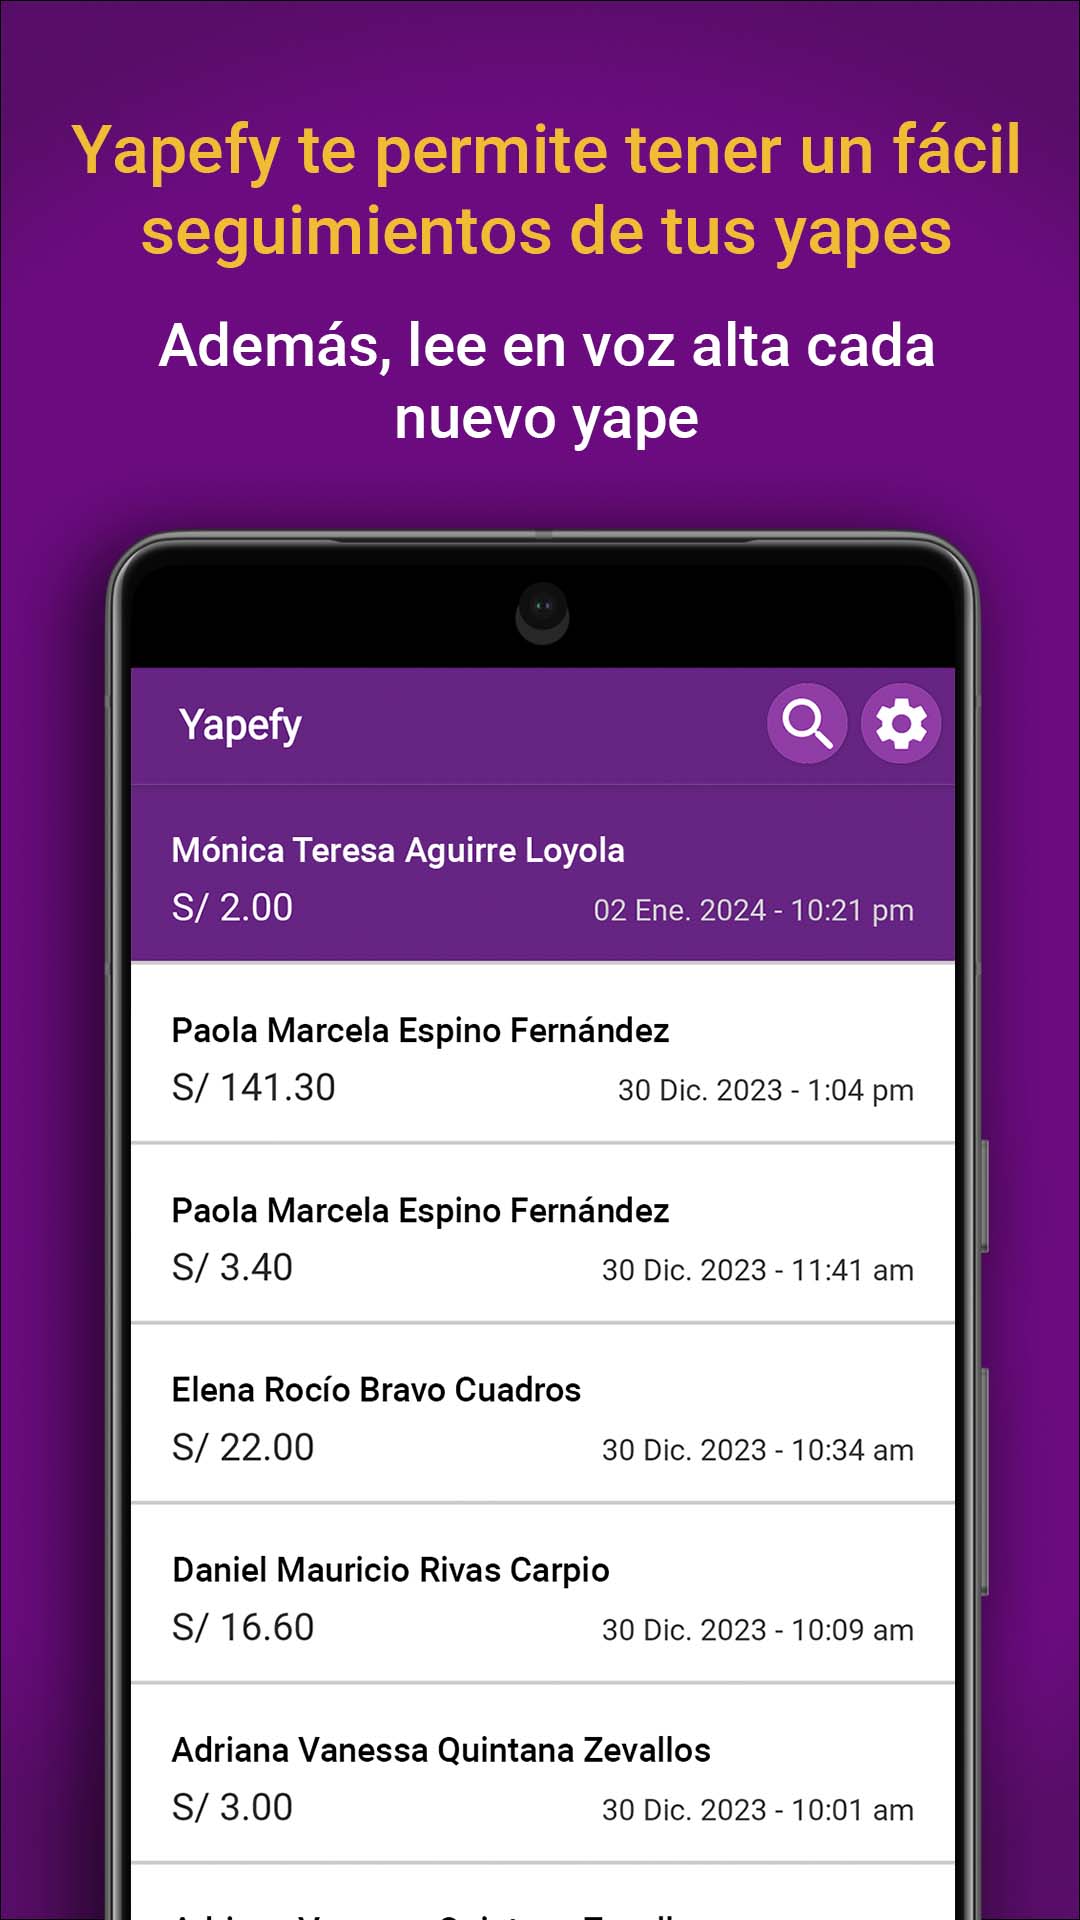 Yapefy te permite tener un fácil
seguimientos de tus yapes
Además, lee en voz alta cada
nuevo yape
Yapefy
Mónica Teresa Aguirre Loyola
S/ 2.00 02 Ene. 2024 - 10:21 pm
Paola Marcela Espino Fernández
S/ 141.30 30 Dic. 2023 - 1:04 pm
Paola Marcela Espino Fernández
S/ 3.40 30 Dic. 2023 - 11:41 am
Elena Rocío Bravo Cuadros
S/ 22.00 30 Dic. 2023 - 10:34 am
Daniel Mauricio Rivas Carpio
S/ 16.60 30 Dic. 2023 - 10:09 am
Adriana Vanessa Quintana Zevallos
S/ 3.00 30 Dic. 2023 - 10:01 am